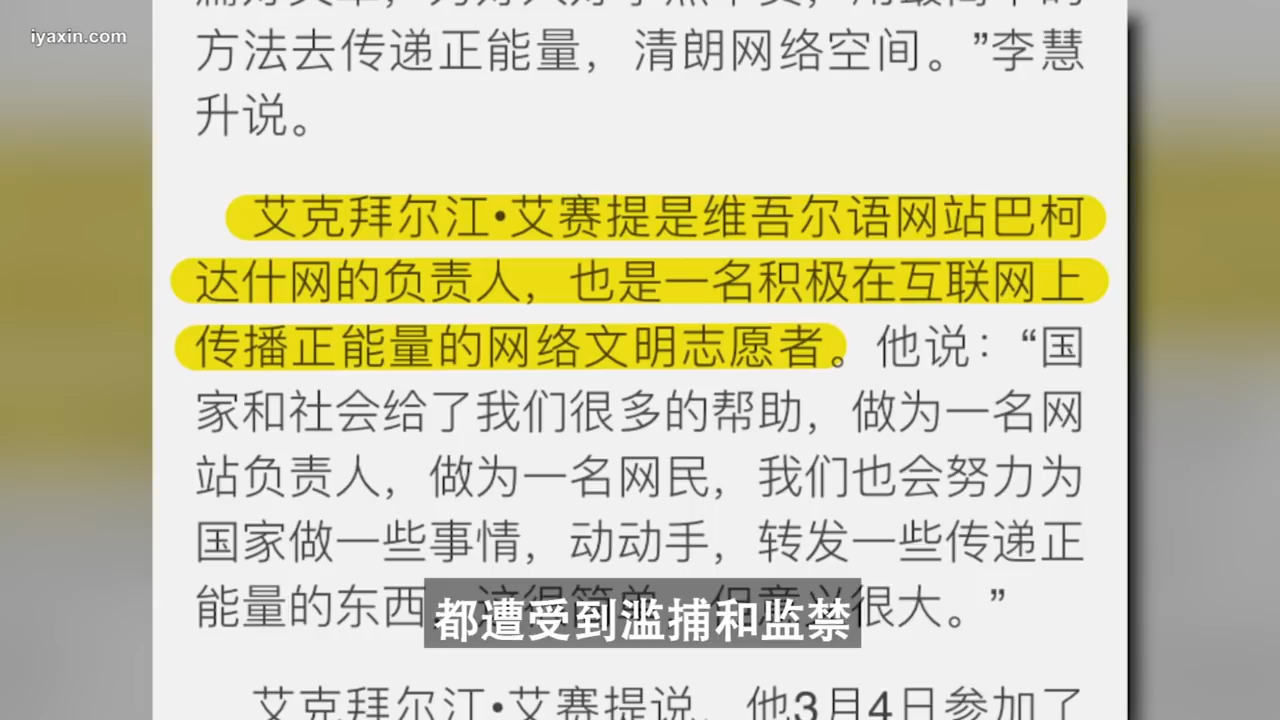 iyaxin.com
方法去传递正能量，清朗网络空间。”李慧
升说。
艾克拜尔江•艾赛提是维吾尔语网站巴柯
达什网的负责人，也是一名积极在互联网上
传播正能量的网络文明志愿者。他说：“国
家和社会给了我们很多的帮助，做为一名网
站负责人，做为一名网民，我们也会努力为
国家做一些事情，动动手，转发一些传递正
能量的东西，这很简单，但意义很大。”
都遭受到滥捕和监禁
艾克拜尔江•艾赛提说，他3月4日参加了